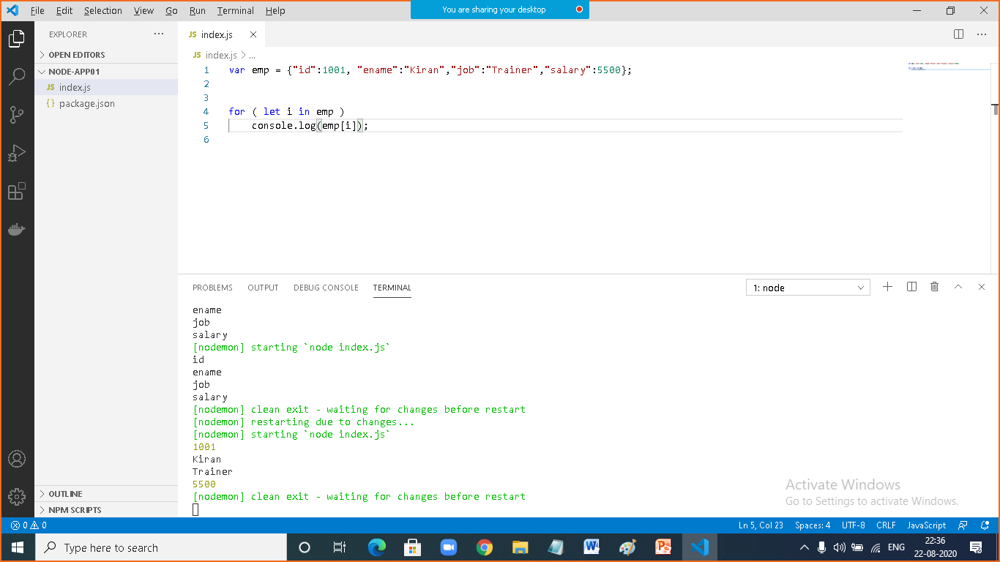 File Edit Selection View Go Run Terminal Help
You are sharing your desktop
EXPLORER
OPEN EDITORS
NODE-APP01
JS index.js
{} package.json
OUTLINE
NPM SCRIPTS
JS index.js
JS index.js > ...
1 var emp = {"id":1001, "ename":"Kiran","job":"Trainer","salary":5500};
2
3
4 for ( let i in emp )
5 console.log(emp[i]);
6
PROBLEMS OUTPUT DEBUG CONSOLE TERMINAL
1: node
ename
job
salary
[nodemon] starting `node index.js`
id
ename
job
salary
[nodemon] clean exit - waiting for changes before restart
[nodemon] restarting due to changes...
[nodemon] starting `node index.js`
1001
Kiran
Trainer
5500
[nodemon] clean exit - waiting for changes before restart
Activate Windows
Go to Settings to activate Windows.
0 0
Ln 5, Col 23 Spaces: 4 UTF-8 CRLF JavaScript
Type here to search
ENG
22:36
22-08-2020